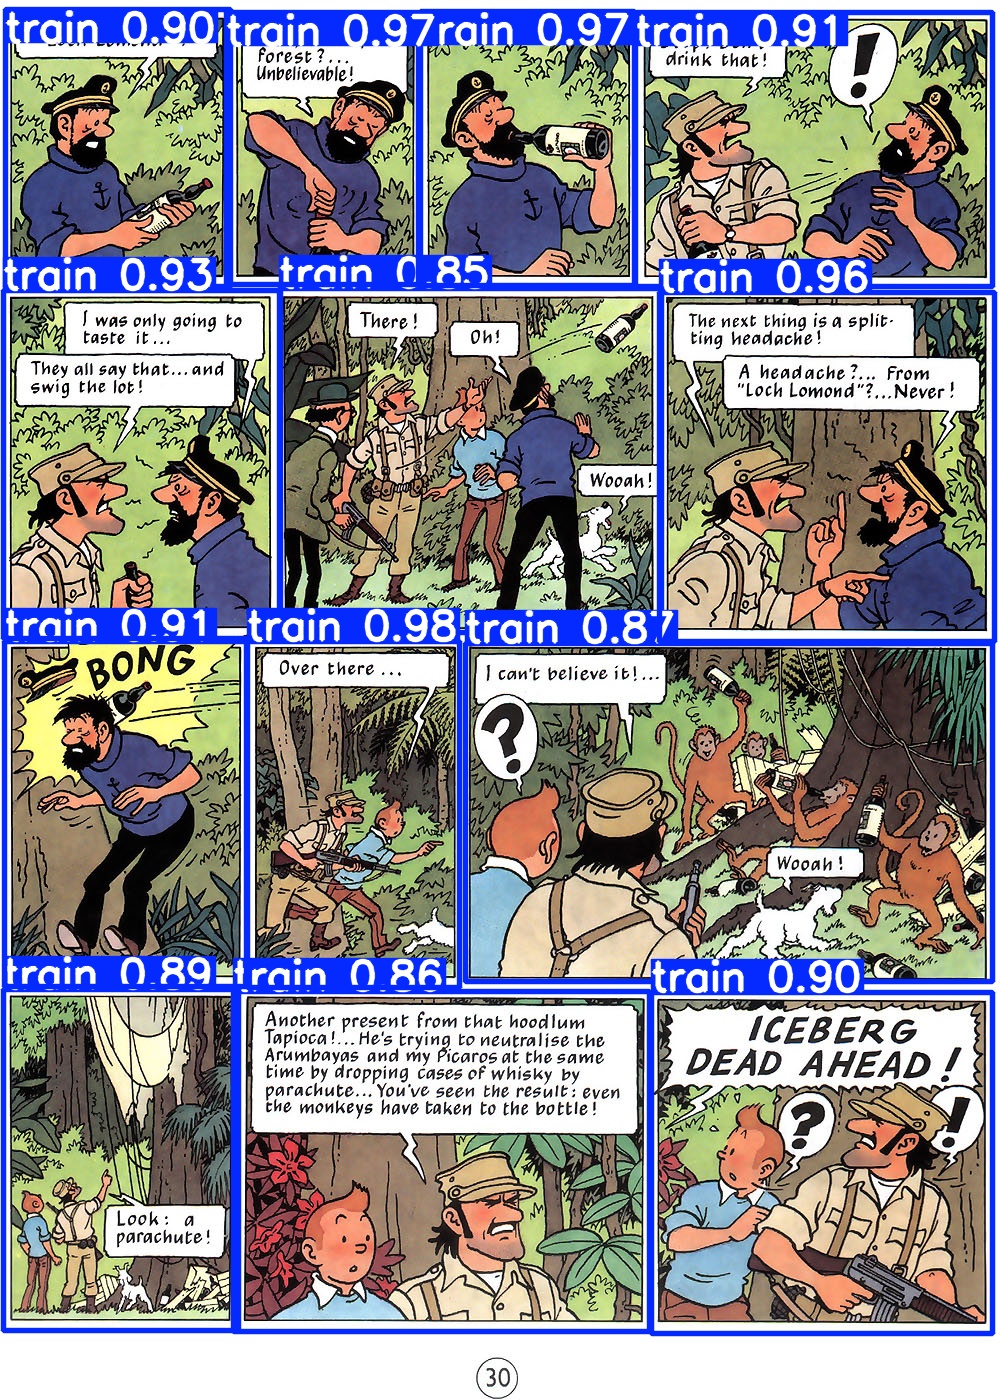 train 0.90
train 0.97
train 0.97
train 0.91
Loch Lomond
forest?...
Unbelievable!
drink that!
!
train 0.93
train 0.85
train 0.96
I was only going to
taste it...
They all say that...and
swig the lot!
There!
Oh!
Wooah!
The next thing is a split-
ting headache!
A headache?... From
"Loch Lomond"?...Never!
train 0.91
train 0.98
train 0.87
BONG
Over there...
I can't believe it!...
?
Wooah!
train 0.89
train 0.86
train 0.90
Look: a
parachute!
Another present from that hoodlum
Tapioca!... He's trying to neutralise the
Arumbayas and my Picaros at the same
time by dropping cases of whisky by
parachute... You've seen the result: even
the monkeys have taken to the bottle!
ICEBERG
DEAD AHEAD!
?
!
30